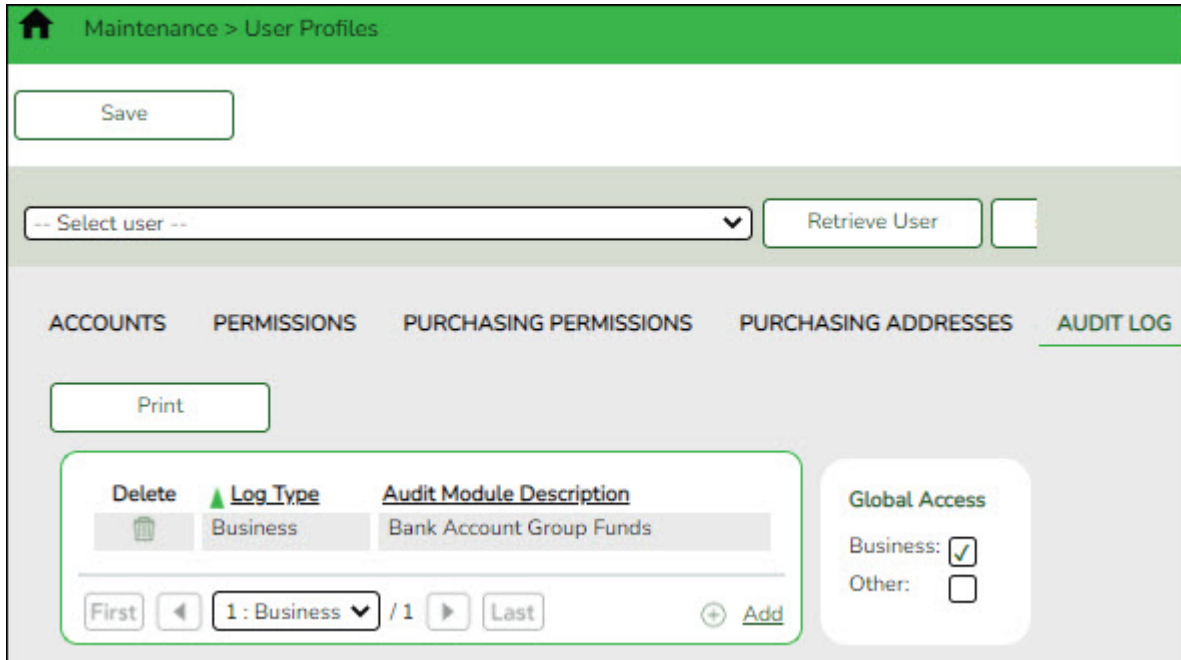 Maintenance > User Profiles
Save
-- Select user --
Retrieve User
ACCOUNTS PERMISSIONS PURCHASING PERMISSIONS PURCHASING ADDRESSES AUDIT LOG
Print
Delete Log Type Audit Module Description
Business Bank Account Group Funds
First 1 : Business / 1 Last Add
Global Access
Business:
Other: